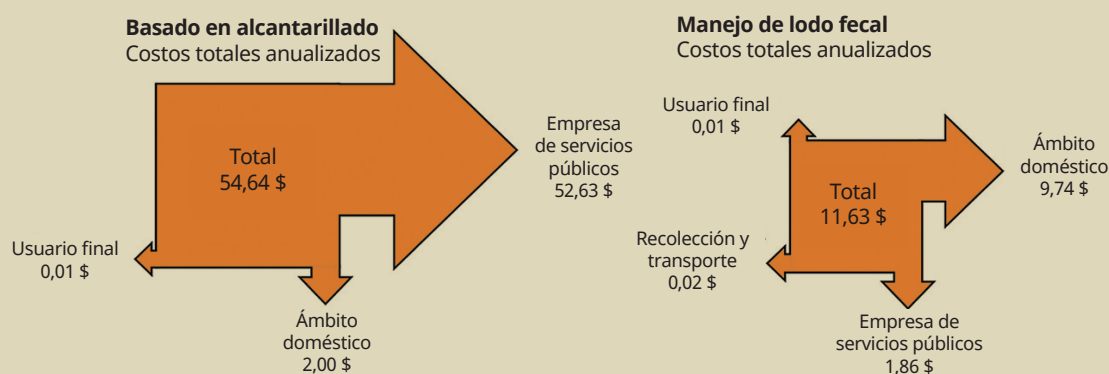 Basado en alcantarillado
Costos totales anualizados
Total
54,64 $
Empresa
de servicios
públicos
52,63 $
Usuario final
0,01 $
Ámbito
doméstico
2,00 $
Manejo de lodo fecal
Costos totales anualizados
Usuario final
0,01 $
Total
11,63 $
Ámbito
doméstico
9,74 $
Recolección y
transporte
0,02 $
Empresa de
servicios públicos
1,86 $